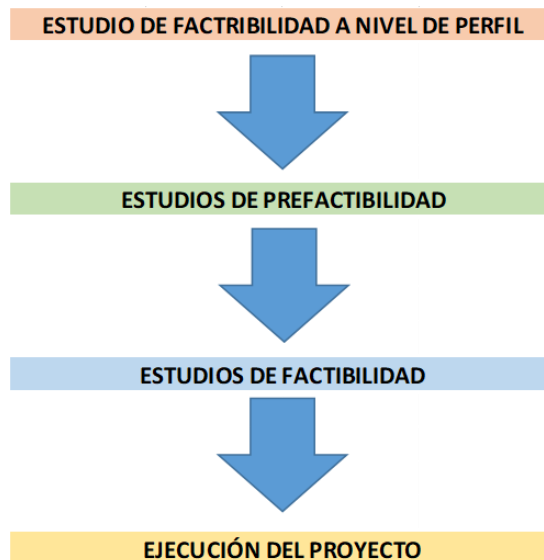 ESTUDIO DE FACTRIBILIDAD A NIVEL DE PERFIL
ESTUDIOS DE PREFACTIBILIDAD
ESTUDIOS DE FACTIBILIDAD
EJECUCIÓN DEL PROYECTO